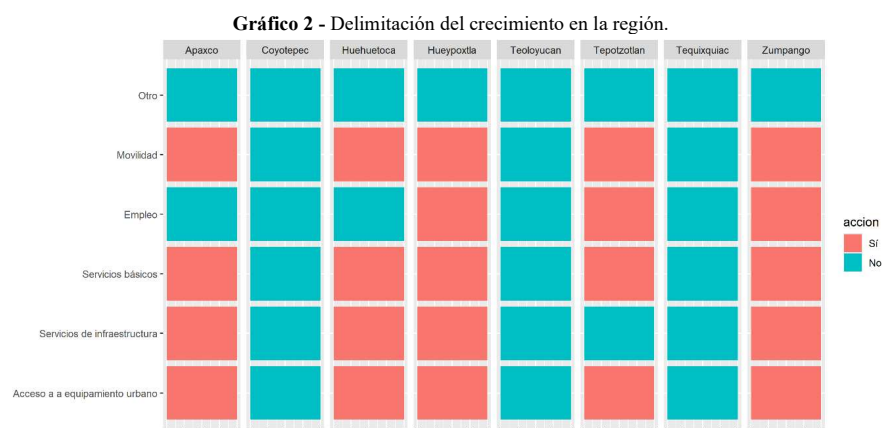 Gráfico 2 - Delimitación del crecimiento en la región.
Apaxco Coyotepec Huehuetoca Hueypoxtla Teoloyucan Tepotzotlan Tequixquiac Zumpango
Otro
Movilidad
Empleo
accion
Sí
No
Servicios básicos
Servicios de infraestructura
Acceso a a equipamiento urbano